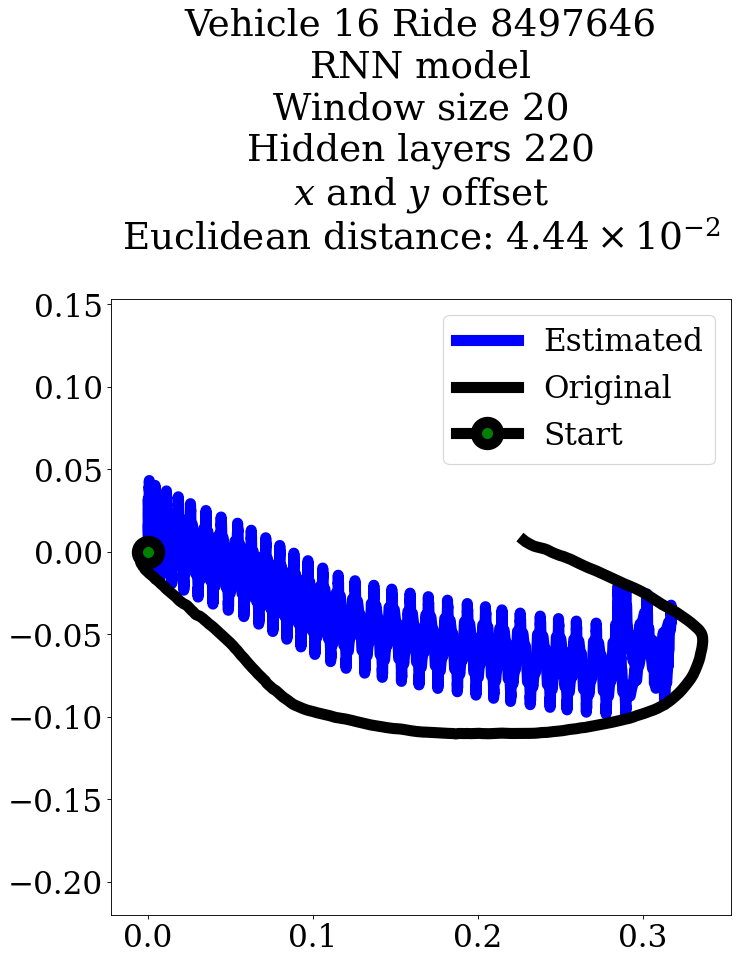 Vehicle 16 Ride 8497646
RNN model
Window size 20
Hidden layers 220
x and y offset
Euclidean distance: 4.44 × 10⁻²
Estimated
Original
Start
0.15
0.10
0.05
0.00
−0.05
−0.10
−0.15
−0.20
0.0 0.1 0.2 0.3